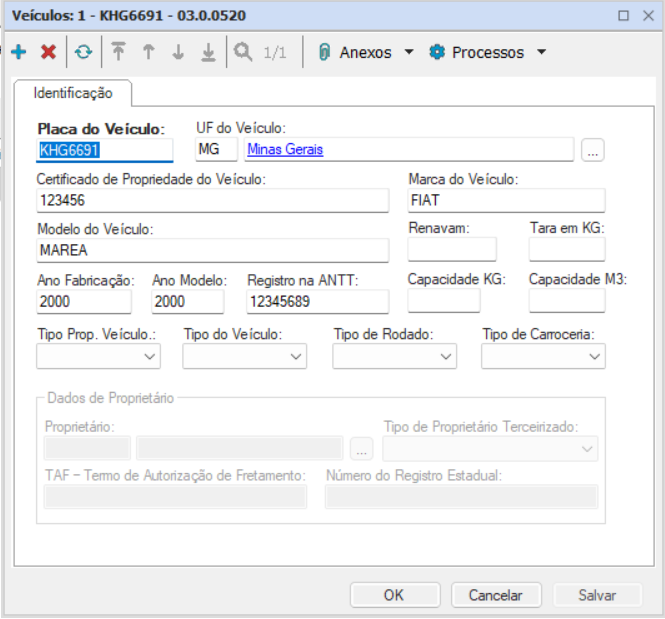 Veículos: 1 - KHG6691 - 03.0.0520
1/1 Anexos Processos
Identificação
Placa do Veículo: UF do Veículo:
KHG6691 MG Minas Gerais ...
Certificado de Propriedade do Veículo: Marca do Veículo:
123456 FIAT
Modelo do Veículo: Renavam: Tara em KG:
MAREA
Ano Fabricação: Ano Modelo: Registro na ANTT: Capacidade KG: Capacidade M3:
2000 2000 12345689
Tipo Prop. Veículo.: Tipo do Veículo: Tipo de Rodado: Tipo de Carroceria:
Dados de Proprietário
Proprietário: Tipo de Proprietário Terceirizado:
...
TAF – Termo de Autorização de Fretamento: Número do Registro Estadual:
OK Cancelar Salvar